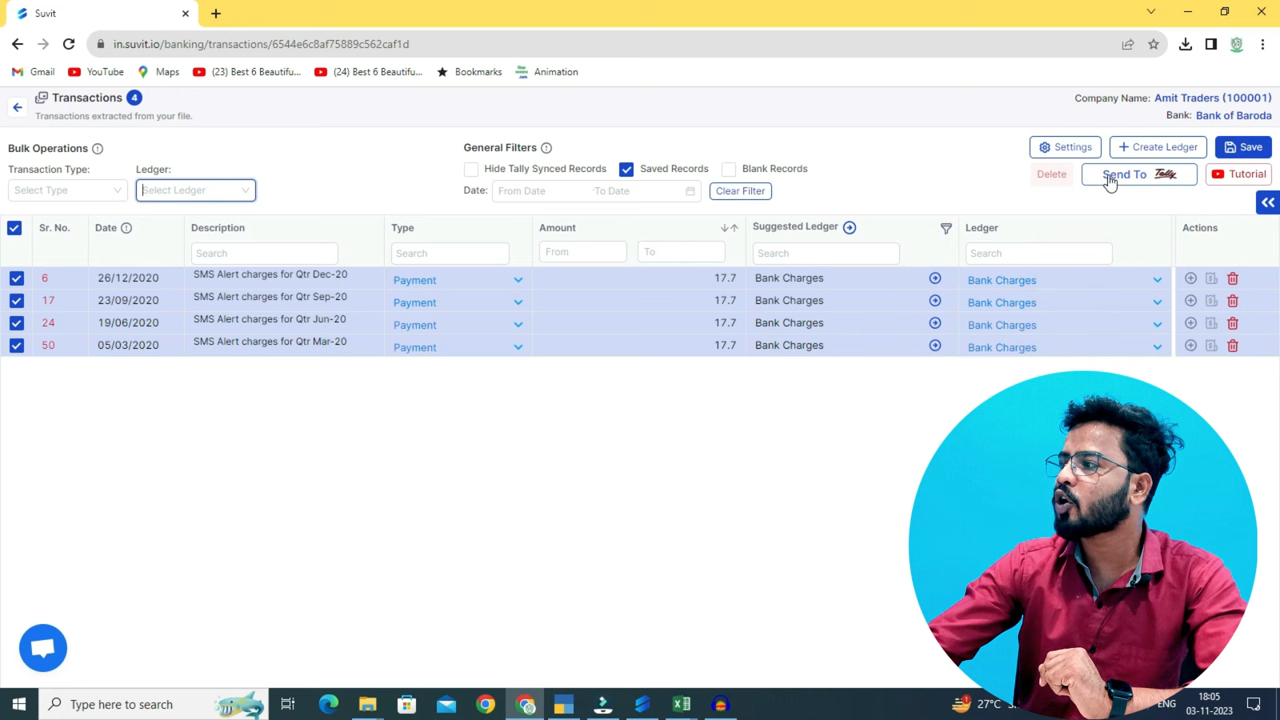 Suvit
in.suvit.io/banking/transactions/6544e6c8af75889c562caf1d
Gmail YouTube Maps (23) Best 6 Beautifu... (24) Best 6 Beautifu... Bookmarks Animation
Transactions 4
Transactions extracted from your file.
Company Name: Amit Traders (100001)
Bank: Bank of Baroda
Bulk Operations
General Filters
Settings + Create Ledger Save
Transaction Type: Ledger:
Hide Tally Synced Records Saved Records Blank Records
Select Type Select Ledger
Date: From Date To Date Clear Filter
Delete Send To Tally Tutorial
Sr. No. Date Description Type Amount Suggested Ledger Ledger Actions
Search Search From To Search Search
6 26/12/2020 SMS Alert charges for Qtr Dec-20 Payment 17.7 Bank Charges Bank Charges
17 23/09/2020 SMS Alert charges for Qtr Sep-20 Payment 17.7 Bank Charges Bank Charges
24 19/06/2020 SMS Alert charges for Qtr Jun-20 Payment 17.7 Bank Charges Bank Charges
50 05/03/2020 SMS Alert charges for Qtr Mar-20 Payment 17.7 Bank Charges Bank Charges
Type here to search
27°C
ENG
18:05
03-11-2023